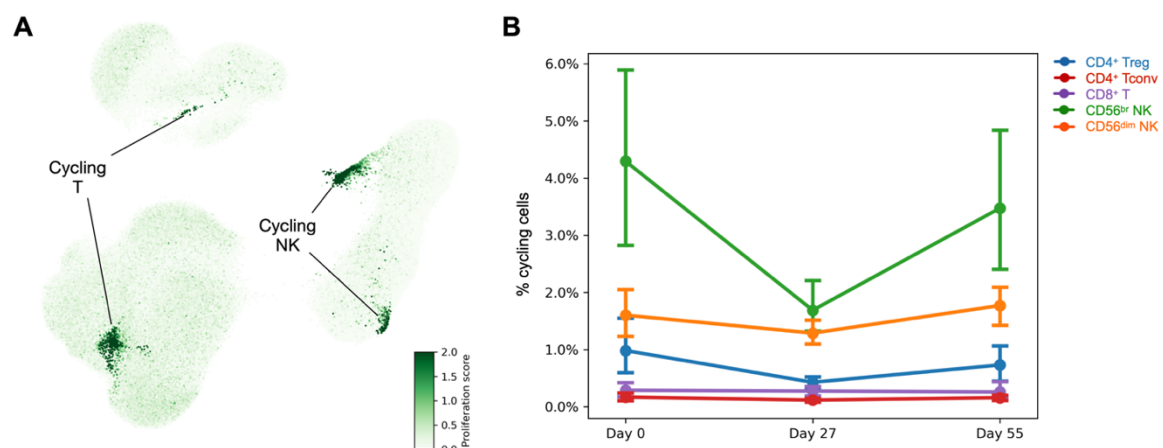 A
Cycling
T
Cycling
NK
2.0
1.5
1.0
0.5
0.0
Proliferation score
B
% cycling cells
6.0%
5.0%
4.0%
3.0%
2.0%
1.0%
0.0%
Day 0
Day 27
Day 55
CD4⁺ Treg
CD4⁺ Tconv
CD8⁺ T
CD56ᵇʳ NK
CD56ᵈⁱᵐ NK